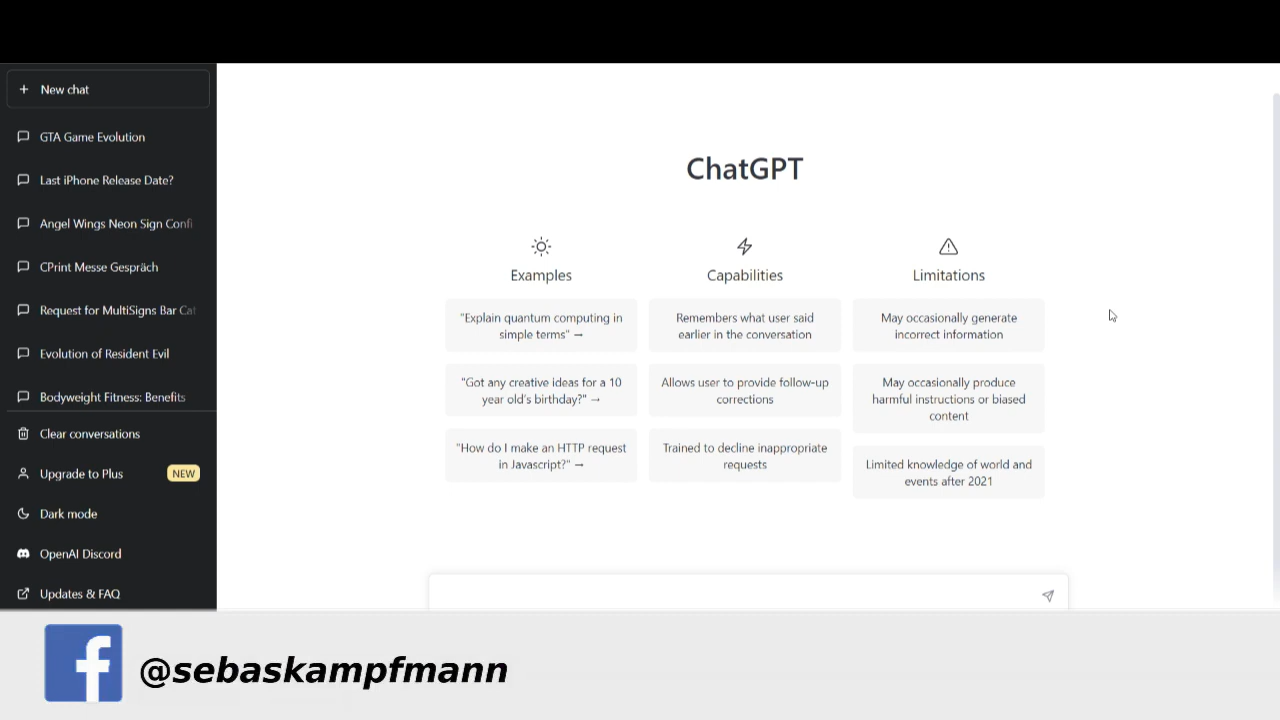 New chat
GTA Game Evolution
Last iPhone Release Date?
Angel Wings Neon Sign Confi
CPrint Messe Gespräch
Request for MultiSigns Bar Cat
Evolution of Resident Evil
Bodyweight Fitness: Benefits
Clear conversations
Upgrade to Plus NEW
Dark mode
OpenAI Discord
Updates & FAQ
ChatGPT
Examples
"Explain quantum computing in
simple terms" →
"Got any creative ideas for a 10
year old's birthday?" →
"How do I make an HTTP request
in Javascript?" →
Capabilities
Remembers what user said
earlier in the conversation
Allows user to provide follow-up
corrections
Trained to decline inappropriate
requests
Limitations
May occasionally generate
incorrect information
May occasionally produce
harmful instructions or biased
content
Limited knowledge of world and
events after 2021
@sebaskampfmann